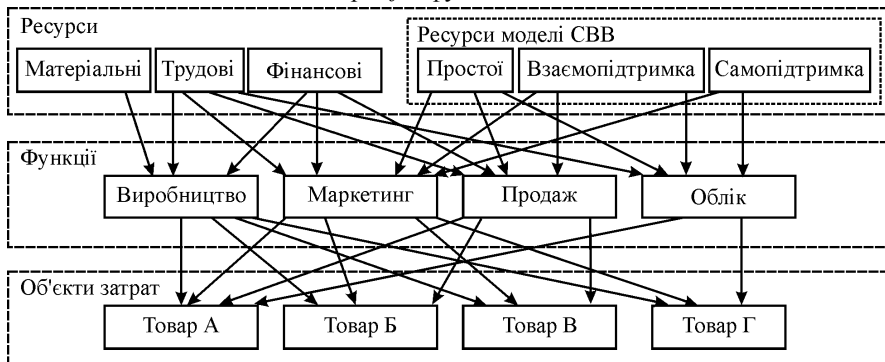 Ресурси
Ресурси моделі СВВ
Матеріальні Трудові Фінансові Простої Взаємопідтримка Самопідтримка
Функції
Виробництво Маркетинг Продаж Облік
Об'єкти затрат
Товар А Товар Б Товар В Товар Г